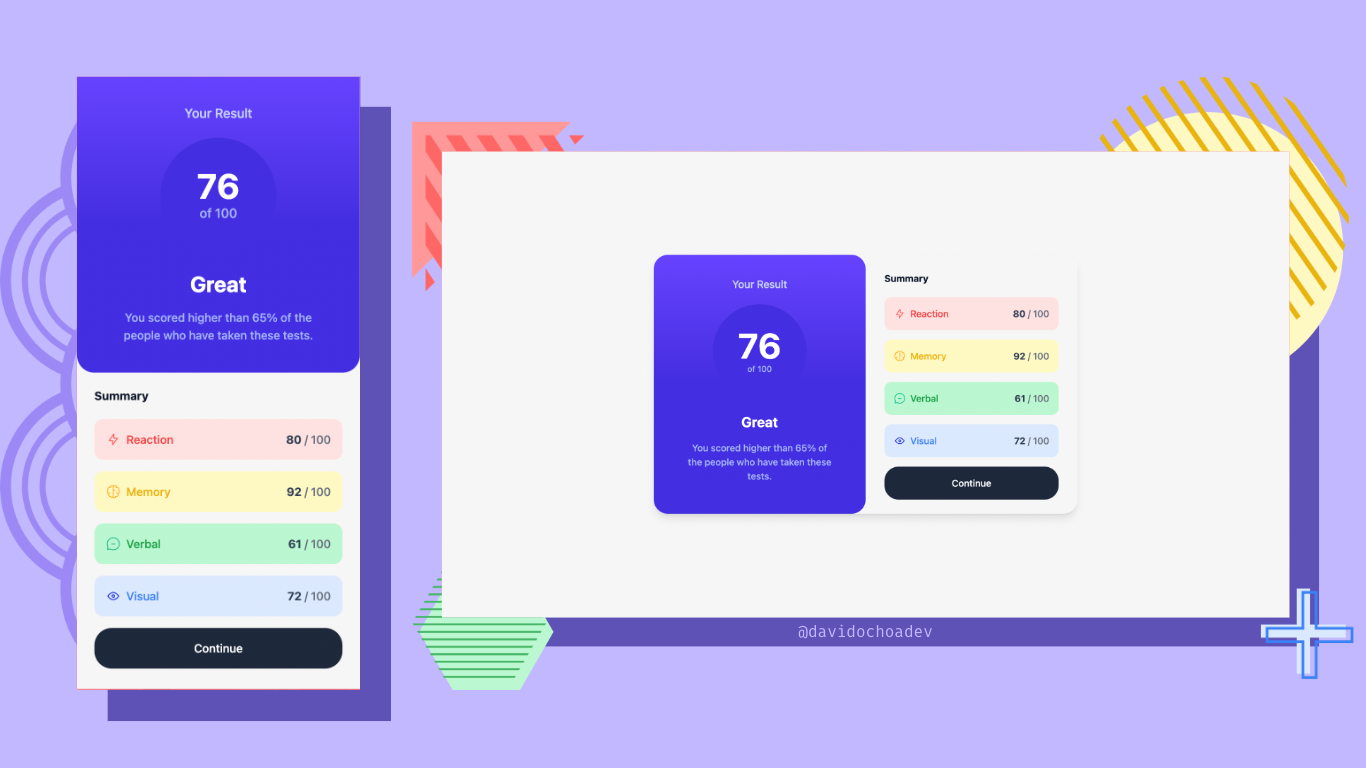 Your Result
76
of 100
Great
You scored higher than 65% of the
people who have taken these tests.
Summary
Reaction 80 / 100
Memory 92 / 100
Verbal 61 / 100
Visual 72 / 100
Continue
Your Result
76
of 100
Great
You scored higher than 65% of
the people who have taken these
tests.
Summary
Reaction 80 / 100
Memory 92 / 100
Verbal 61 / 100
Visual 72 / 100
Continue
@davidochoadev